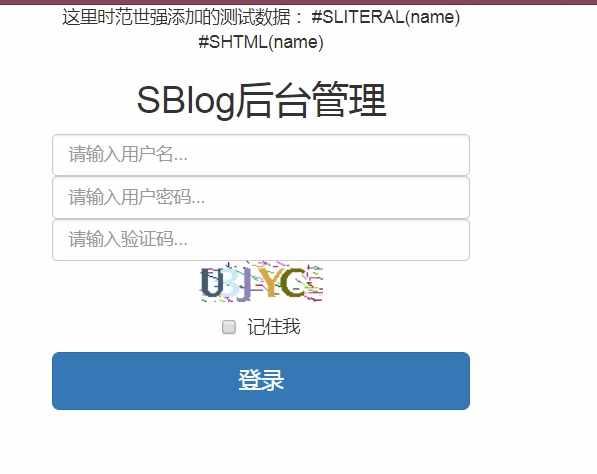 这里时范世强添加的测试数据： #SLITERAL(name)
#SHTML(name)
SBlog后台管理
请输入用户名...
请输入用户密码...
请输入验证码...
UBJYC
记住我
登录